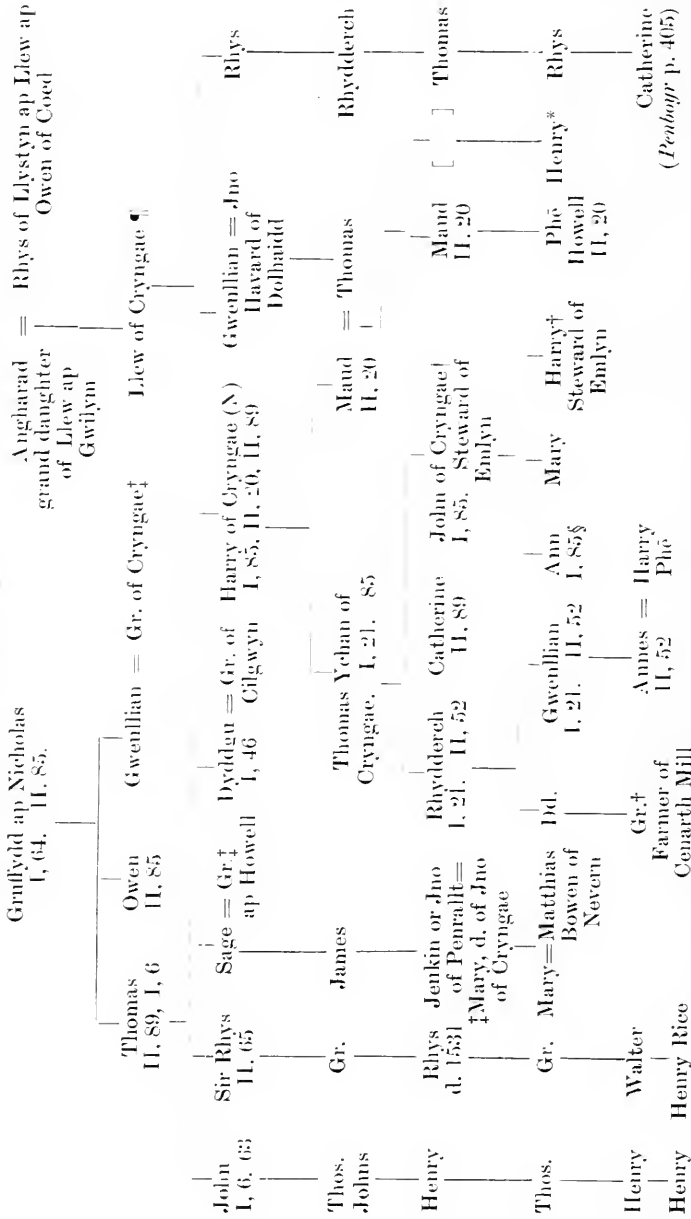 Gruffydd ap Nicholas
I, 64. II. 85.
Angharad = Rhys of Llystyn ap Llew ap
grand daughter Owen of Coed
of Llew ap
Gwilym
Thomas
II, 89, I, 6
Owen
II, 85
Gwenllian = Gr. of Cryngae‡
Llew of Cryngae ¶
John
I, 6. 63
Sir Rhys
II, 65
Sage = Gr.‡
ap Howell
Dyddgu = Gr. of
I, 46 Cilgwyn
Harry of Cryngae (N)
I, 85, II, 20, II, 89
Gwenllian = Jno
Havard of
Dolhaidd
Rhys
Thos.
Johns
Gr.
James
Thomas Ychan of
Cryngae. I, 21. 85
Maud = Thomas
II, 20
Rhydderch
Henry
Rhys
d. 1531
Jenkin or Jno
of Penrallt=
‡Mary, d. of Jno
of Cryngae
Rhydderch
I, 21. II, 52
Catherine
II, 89
John of Cryngae†
I, 85. Steward of
Emlyn
Maud
II, 20
[ ]
Thomas
Thos.
Gr.
Mary=Matthias
Bowen of
Nevern
Dd.
Gwenllian
I, 21. II, 52
Ann
I, 85§
Mary
Harry†
Steward of
Emlyn
Phē
Howell
II, 20
Henry*
Rhys
Henry
Walter
Gr.†
Farmer of
Cenarth Mill
Annes = Harry
II, 52 Phē
Catherine
(Penboyr p. 405)
Henry
Henry Rice